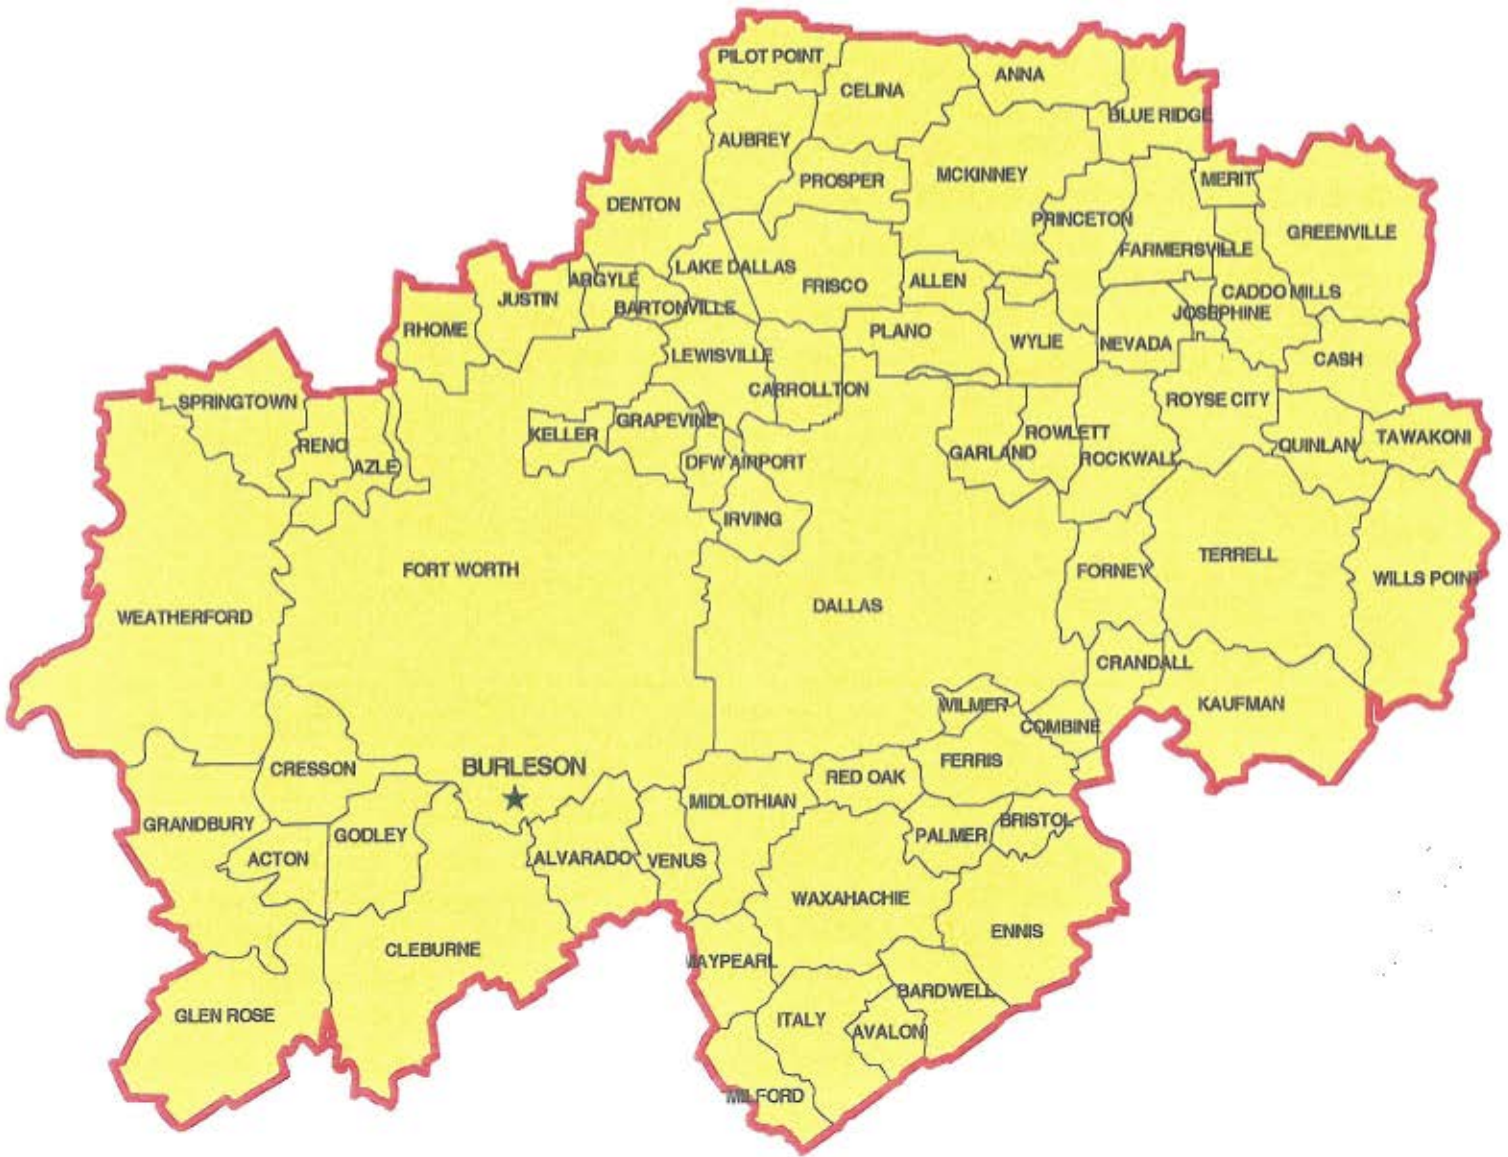 PILOT POINT
CELINA
ANNA
BLUE RIDGE
AUBREY
PROSPER
MCKINNEY
MERIT
DENTON
PRINCETON
GREENVILLE
FARMERSVILLE
LAKE DALLAS
ARGYLE
ALLEN
FRISCO
CADDO MILLS
JUSTIN
BARTONVILLE
JOSEPHINE
RHOME
PLANO
WYLIE
NEVADA
LEWISVILLE
CASH
CARROLLTON
SPRINGTOWN
ROYSE CITY
GRAPEVINE
KELLER
ROWLETT
TAWAKONI
RENO
QUINLAN
GARLAND
ROCKWALL
AZLE
DFW AIRPORT
IRVING
TERRELL
FORT WORTH
FORNEY
WILLS POINT
DALLAS
WEATHERFORD
CRANDALL
WILMER
KAUFMAN
COMBINE
FERRIS
BURLESON
CRESSON
RED OAK
MIDLOTHIAN
GRANDBURY
BRISTOL
GODLEY
PALMER
ACTON
ALVARADO
VENUS
WAXAHACHIE
ENNIS
CLEBURNE
MAYPEARL
BARDWELL
GLEN ROSE
ITALY
AVALON
MILFORD